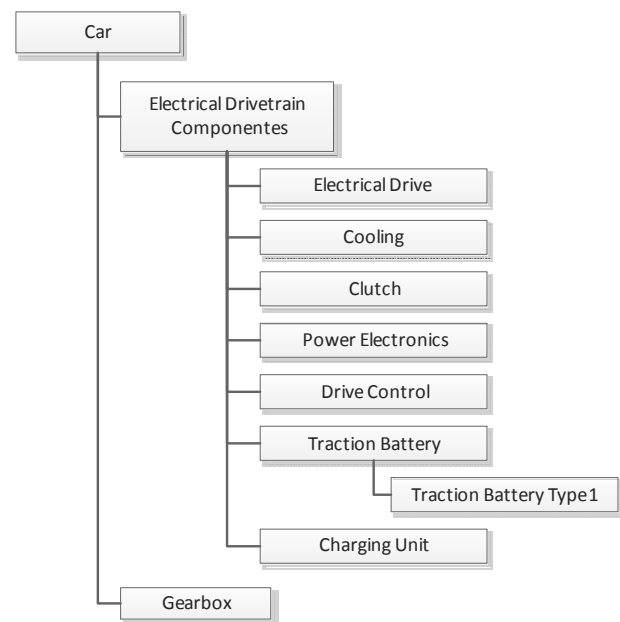 Car
Electrical Drivetrain
Componentes
Electrical Drive
Cooling
Clutch
Power Electronics
Drive Control
Traction Battery
Traction Battery Type1
Charging Unit
Gearbox